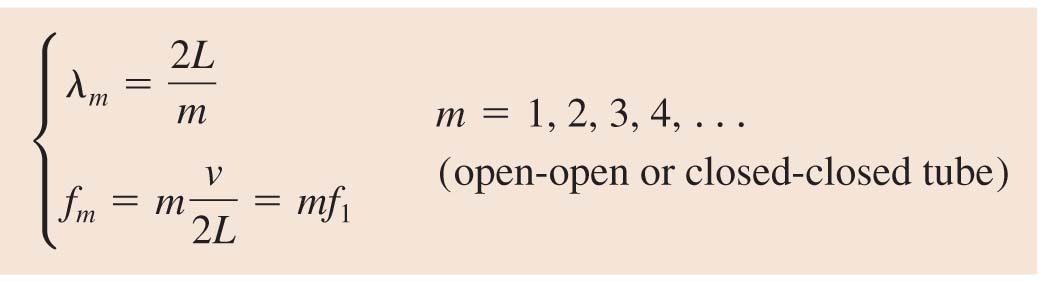 λₘ = 2L/m
m = 1, 2, 3, 4, . . .
(open-open or closed-closed tube)
fₘ = m v/2L = mf₁